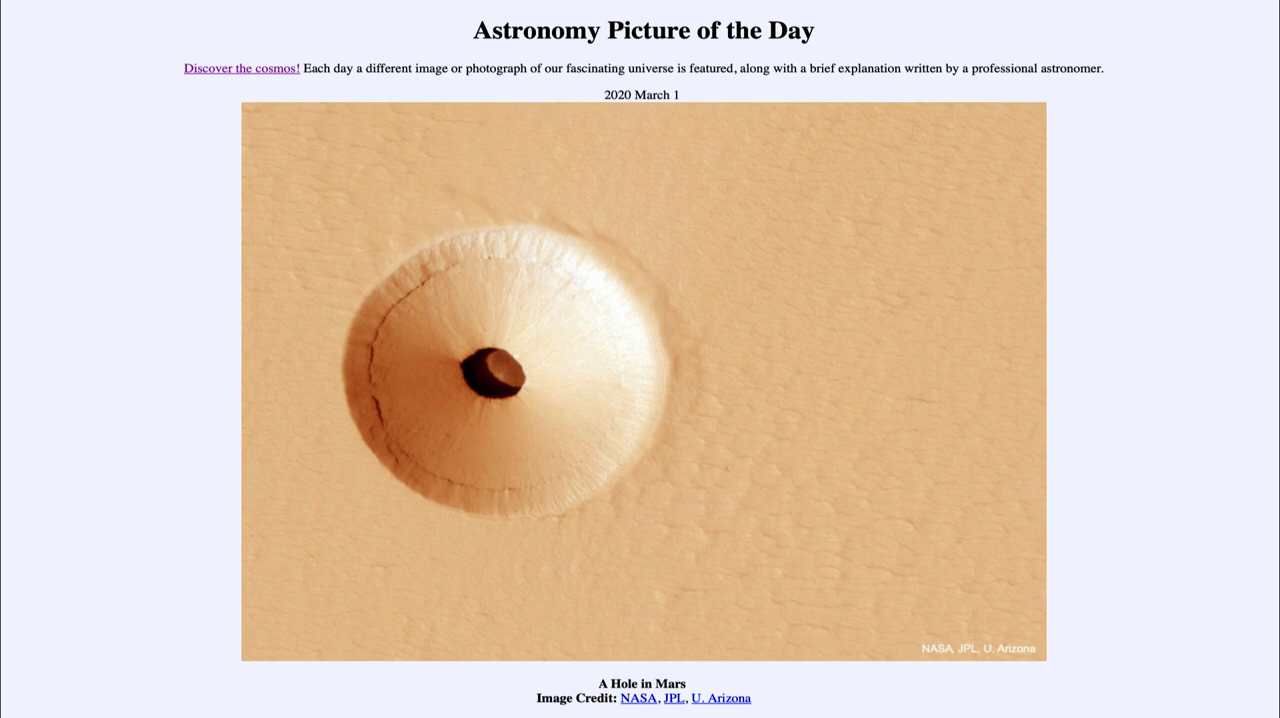 Astronomy Picture of the Day
Discover the cosmos! Each day a different image or photograph of our fascinating universe is featured, along with a brief explanation written by a professional astronomer.
2020 March 1
NASA, JPL, U. Arizona
A Hole in Mars
Image Credit: NASA, JPL, U. Arizona